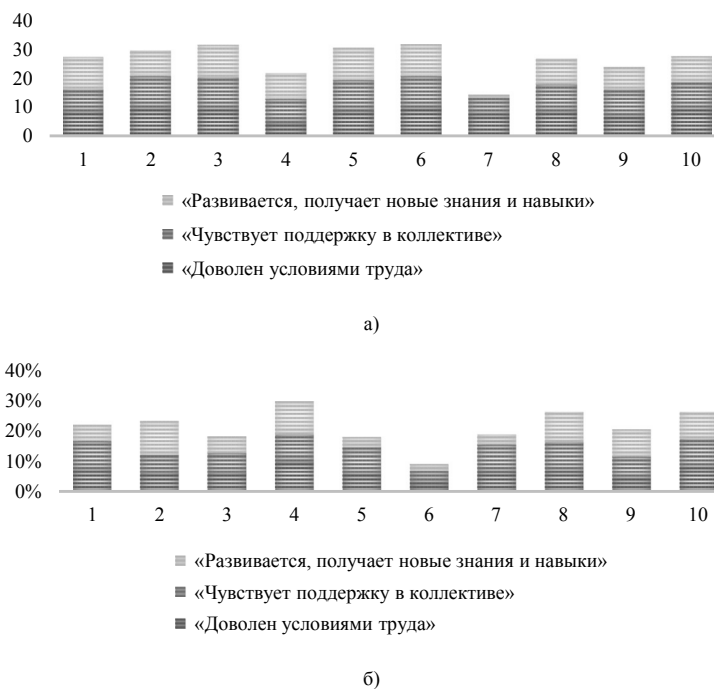 40
30
20
10
0
1 2 3 4 5 6 7 8 9 10
«Развивается, получает новые знания и навыки»
«Чувствует поддержку в коллективе»
«Доволен условиями труда»
а)
40%
30%
20%
10%
0%
1 2 3 4 5 6 7 8 9 10
«Развивается, получает новые знания и навыки»
«Чувствует поддержку в коллективе»
«Доволен условиями труда»
б)